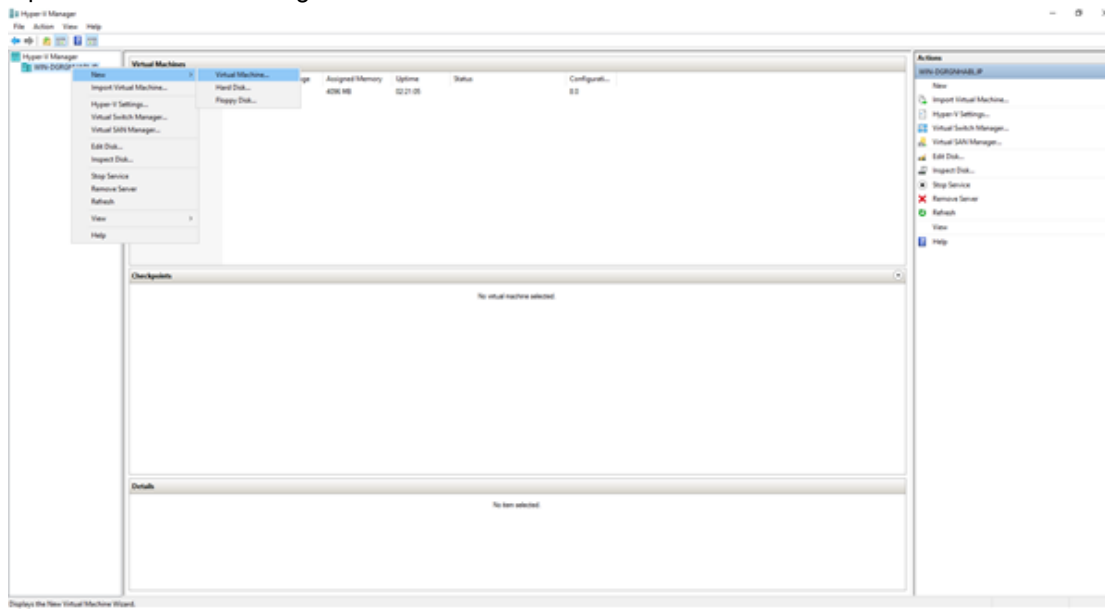 Hyper-V Manager
File Action View Help
Hyper-V Manager
Virtual Machines
Assigned Memory Uptime Status Configurati...
4096 MB 02:21:05 8.0
New
Import Virtual Machine...
Hyper-V Settings...
Virtual Switch Manager...
Virtual SAN Manager...
Edit Disk...
Inspect Disk...
Stop Service
Remove Server
Refresh
View
Help
Virtual Machine...
Hard Disk...
Floppy Disk...
Checkpoints
No virtual machine selected.
Details
No item selected.
Actions
New
Import Virtual Machine...
Hyper-V Settings...
Virtual Switch Manager...
Virtual SAN Manager...
Edit Disk...
Inspect Disk...
Stop Service
Remove Server
Refresh
View
Help
Displays the New Virtual Machine Wizard.